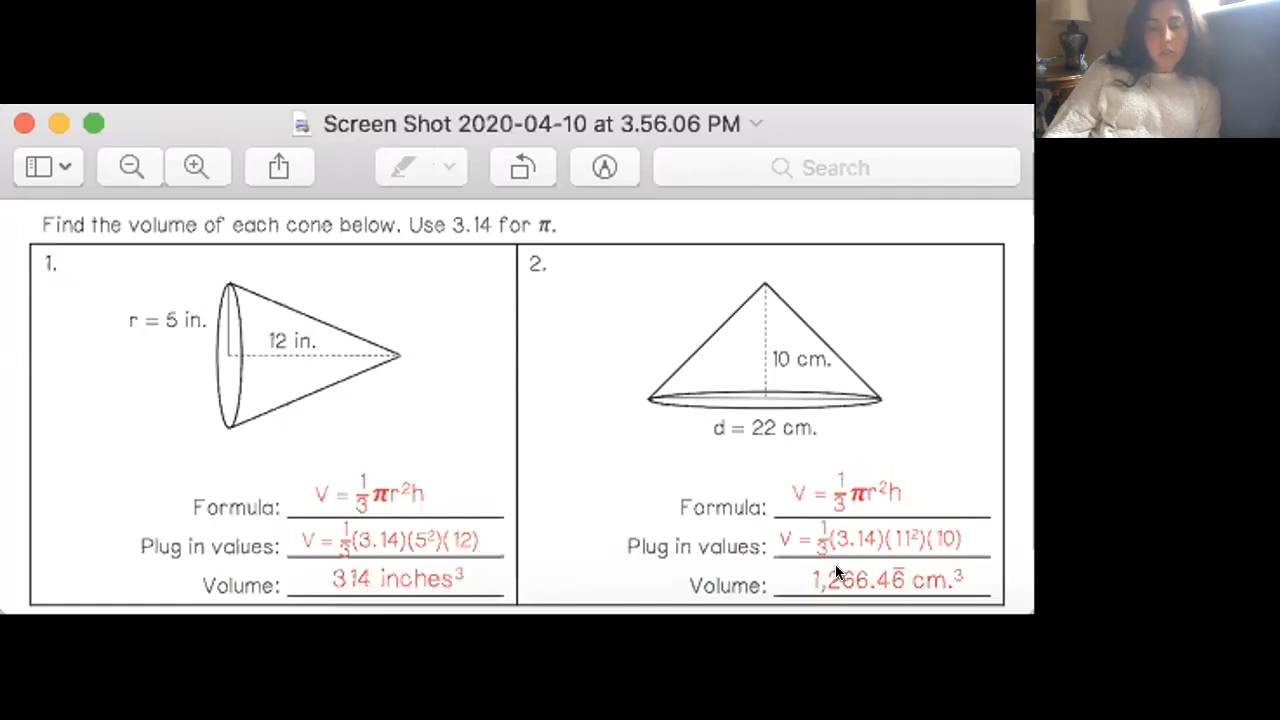 Screen Shot 2020-04-10 at 3.56.06 PM
Search
Find the volume of each cone below. Use 3.14 for π.
1.
r = 5 in.
12 in.
Formula: V = 1/3 πr²h
Plug in values: V = 1/3(3.14)(5²)(12)
Volume: 314 inches³
2.
10 cm.
d = 22 cm.
Formula: V = 1/3 πr²h
Plug in values: V = 1/3(3.14)(11²)(10)
Volume: 1,266.46̅ cm.³